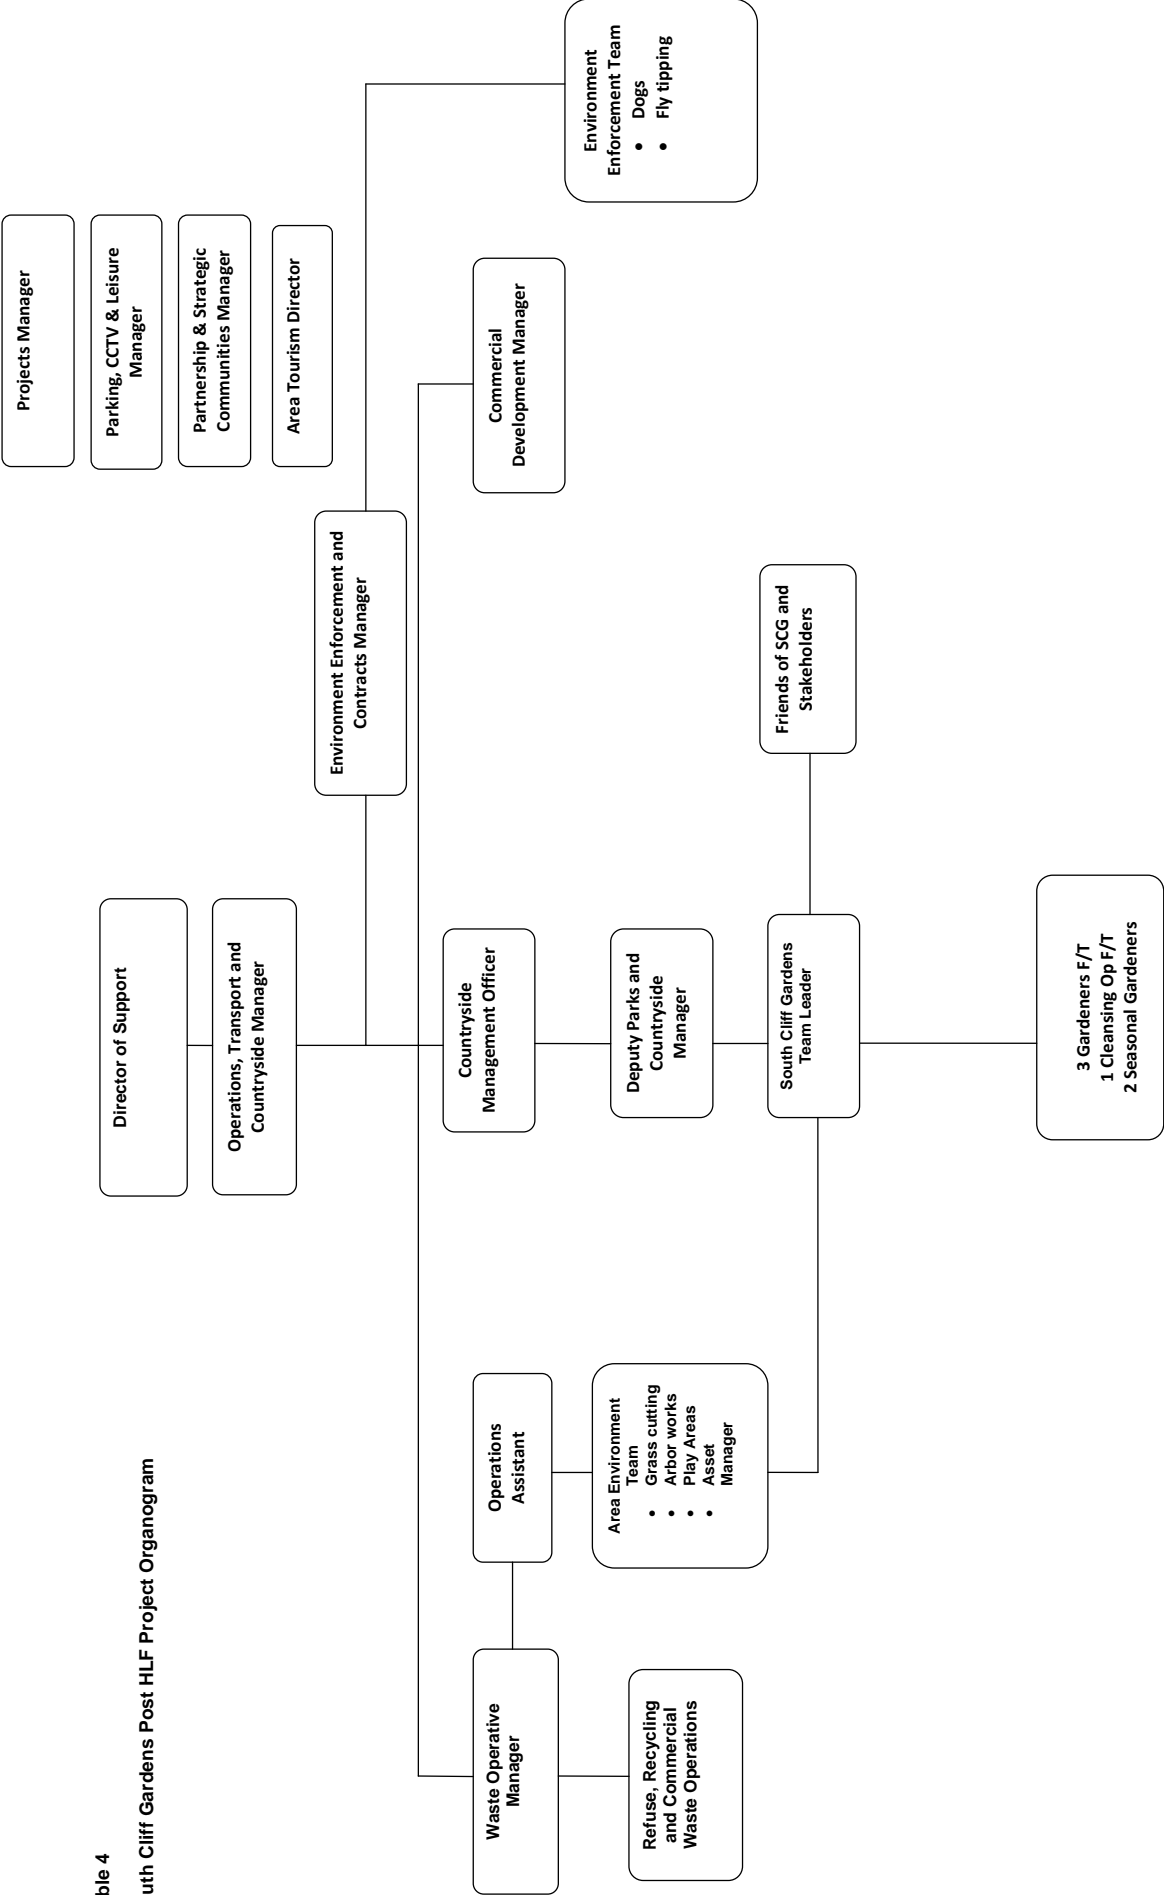 ble 4
uth Cliff Gardens Post HLF Project Organogram
Director of Support
Projects Manager
Parking, CCTV & Leisure
Manager
Partnership & Strategic
Communities Manager
Area Tourism Director
Operations, Transport and
Countryside Manager
Environment Enforcement and
Contracts Manager
Waste Operative
Manager
Operations
Assistant
Countryside
Management Officer
Commercial
Development Manager
Environment
Enforcement Team
• Dogs
• Fly tipping
Refuse, Recycling
and Commercial
Waste Operations
Area Environment
Team
• Grass cutting
• Arbor works
• Play Areas
• Asset
Manager
Deputy Parks and
Countryside
Manager
South Cliff Gardens
Team Leader
Friends of SCG and
Stakeholders
3 Gardeners F/T
1 Cleansing Op F/T
2 Seasonal Gardeners